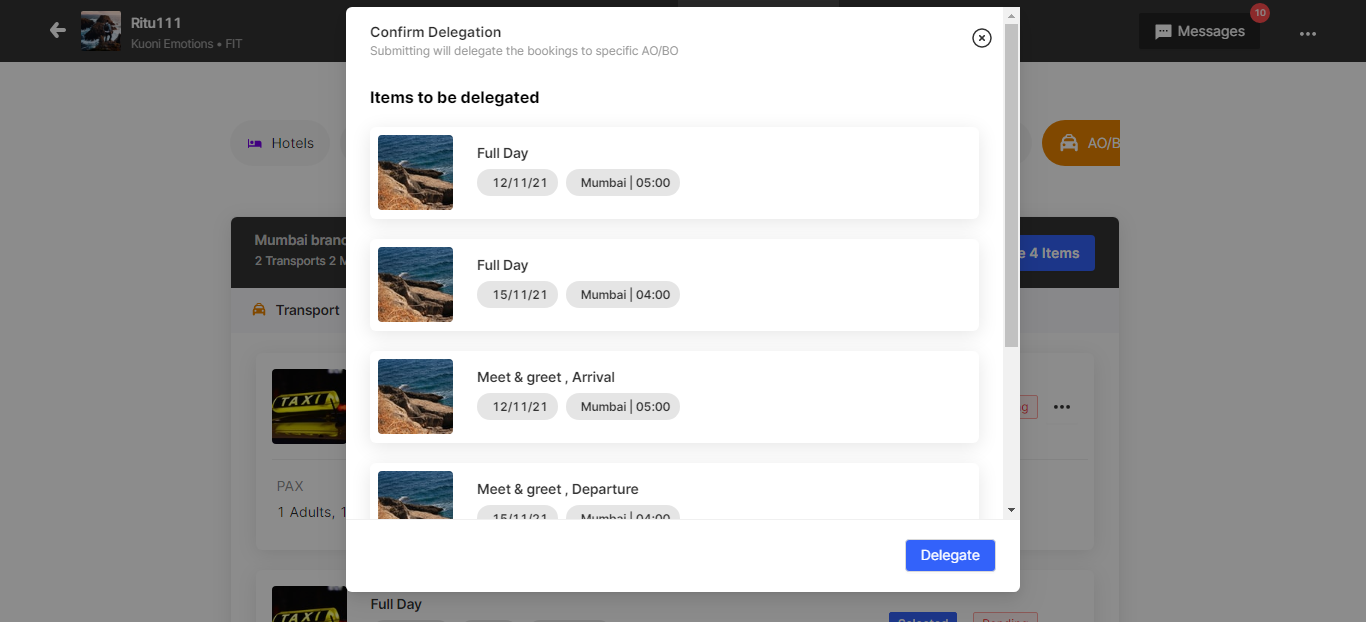 Ritu111
Kuoni Emotions • FIT
10
Messages
Confirm Delegation
Submitting will delegate the bookings to specific AO/BO
Items to be delegated
Full Day
12/11/21
Mumbai | 05:00
Full Day
15/11/21
Mumbai | 04:00
Meet & greet , Arrival
12/11/21
Mumbai | 05:00
Meet & greet , Departure
15/11/21
Mumbai | 04:00
Delegate
Hotels
AO/B
Mumbai branc
2 Transports 2 M
e 4 Items
Transport
TAXI
g
PAX
1 Adults, 1
TAXI
Full Day
Selected
Pending